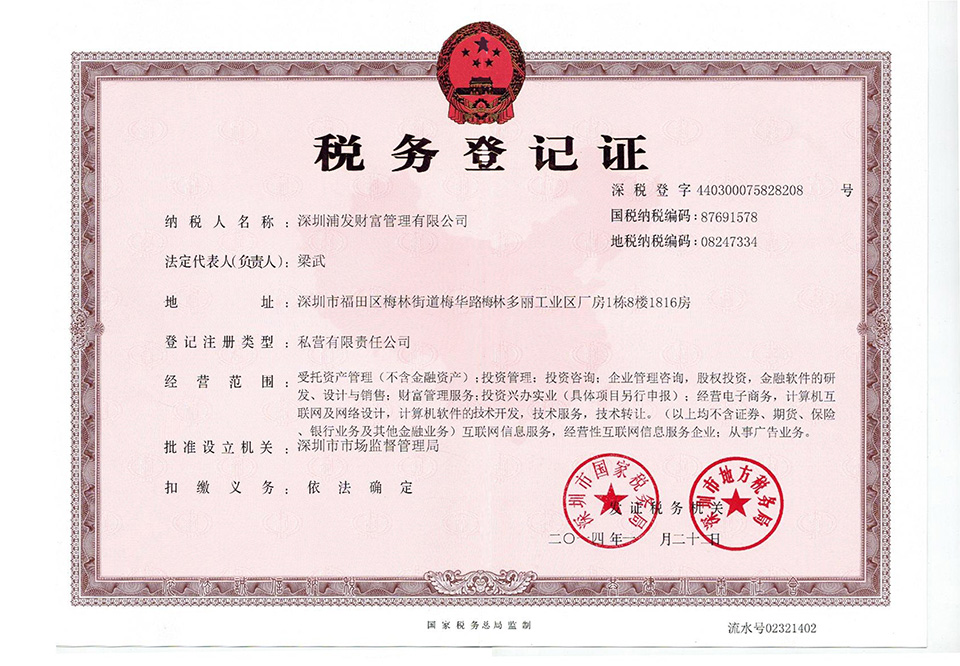 税务登记证
深税登字 440300075828208 号
国税纳税编码：87691578
地税纳税编码：08247334
纳税人名称：深圳浦发财富管理有限公司
法定代表人(负责人)：梁武
地址：深圳市福田区梅林街道梅华路梅林多丽工业区厂房1栋8楼1816房
登记注册类型：私营有限责任公司
经营范围：受托资产管理（不含金融资产）；投资管理；投资咨询；企业管理咨询，股权投资，金融软件的研
发、设计与销售；财富管理服务；投资兴办实业（具体项目另行申报）；经营电子商务，计算机互
联网及网络设计，计算机软件的技术开发，技术服务，技术转让。（以上均不含证券、期货、保险
、银行业务及其他金融业务）互联网信息服务，经营性互联网信息服务企业；从事广告业务。
批准设立机关：深圳市市场监督管理局
扣缴义务：依法确定
深圳市国家税务局
深圳市地方税务局
发证税务机关
二〇一四年一月二十二日
国家税务总局监制
流水号02321402